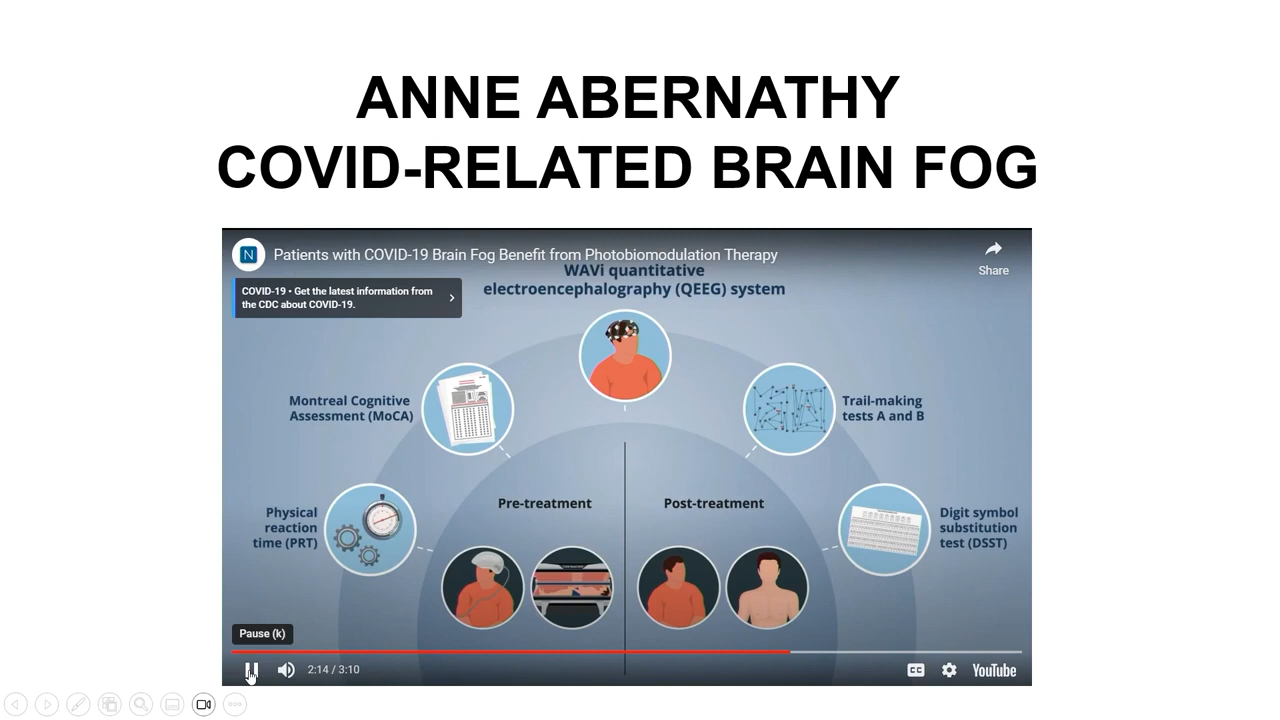 ANNE ABERNATHY
COVID-RELATED BRAIN FOG
N
Patients with COVID-19 Brain Fog Benefit from Photobiomodulation Therapy
Share
COVID-19 • Get the latest information from
the CDC about COVID-19.
WAVi quantitative
electroencephalography (QEEG) system
Montreal Cognitive
Assessment (MoCA)
Trail-making
tests A and B
Physical
reaction
time (PRT)
Pre-treatment
Post-treatment
Digit symbol
substitution
test (DSST)
Pause (k)
2:14 / 3:10
CC
YouTube